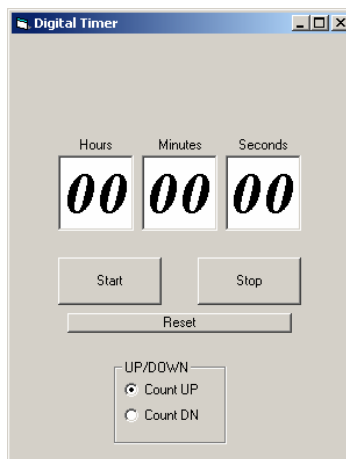 Digital Timer
Hours Minutes Seconds
00 00 00
Start Stop
Reset
UP/DOWN
Count UP
Count DN